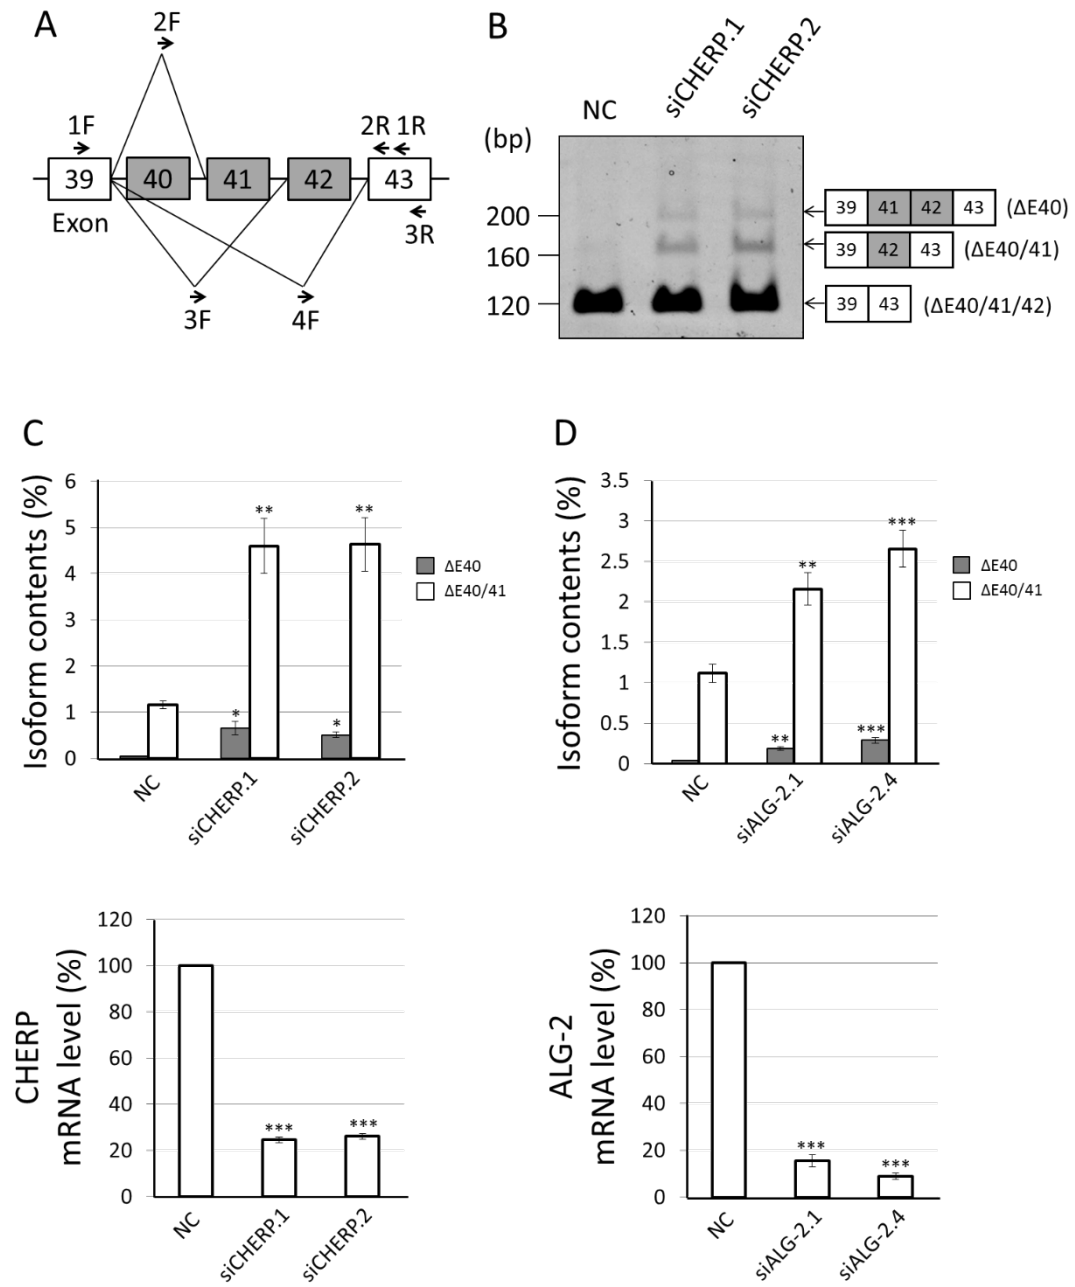 A
2F
1F
2R 1R
39 40 41 42 43
Exon
3R
3F 4F
B
siCHERP.1
siCHERP.2
NC
(bp)
200
160
120
39 41 42 43 (ΔE40)
39 42 43 (ΔE40/41)
39 43 (ΔE40/41/42)
C
Isoform contents (%)
6
5
4
3
2
1
0
**
**
*
*
ΔE40
ΔE40/41
NC
siCHERP.1
siCHERP.2
D
Isoform contents (%)
3.5
3
2.5
2
1.5
1
0.5
0
***
**
***
**
ΔE40
ΔE40/41
NC
siALG-2.1
siALG-2.4
CHERP
mRNA level (%)
120
100
80
60
40
20
0
***
***
NC
siCHERP.1
siCHERP.2
ALG-2
mRNA level (%)
120
100
80
60
40
20
0
***
***
NC
siALG-2.1
siALG-2.4